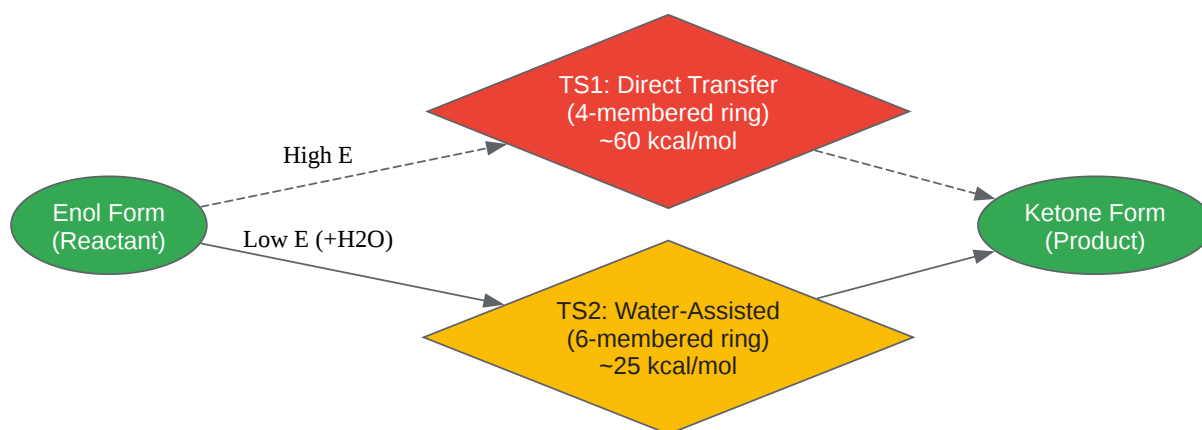 TS1: Direct Transfer
(4-membered ring)
~60 kcal/mol
High E
Enol Form
(Reactant)
Low E (+H2O)
Ketone Form
(Product)
TS2: Water-Assisted
(6-membered ring)
~25 kcal/mol